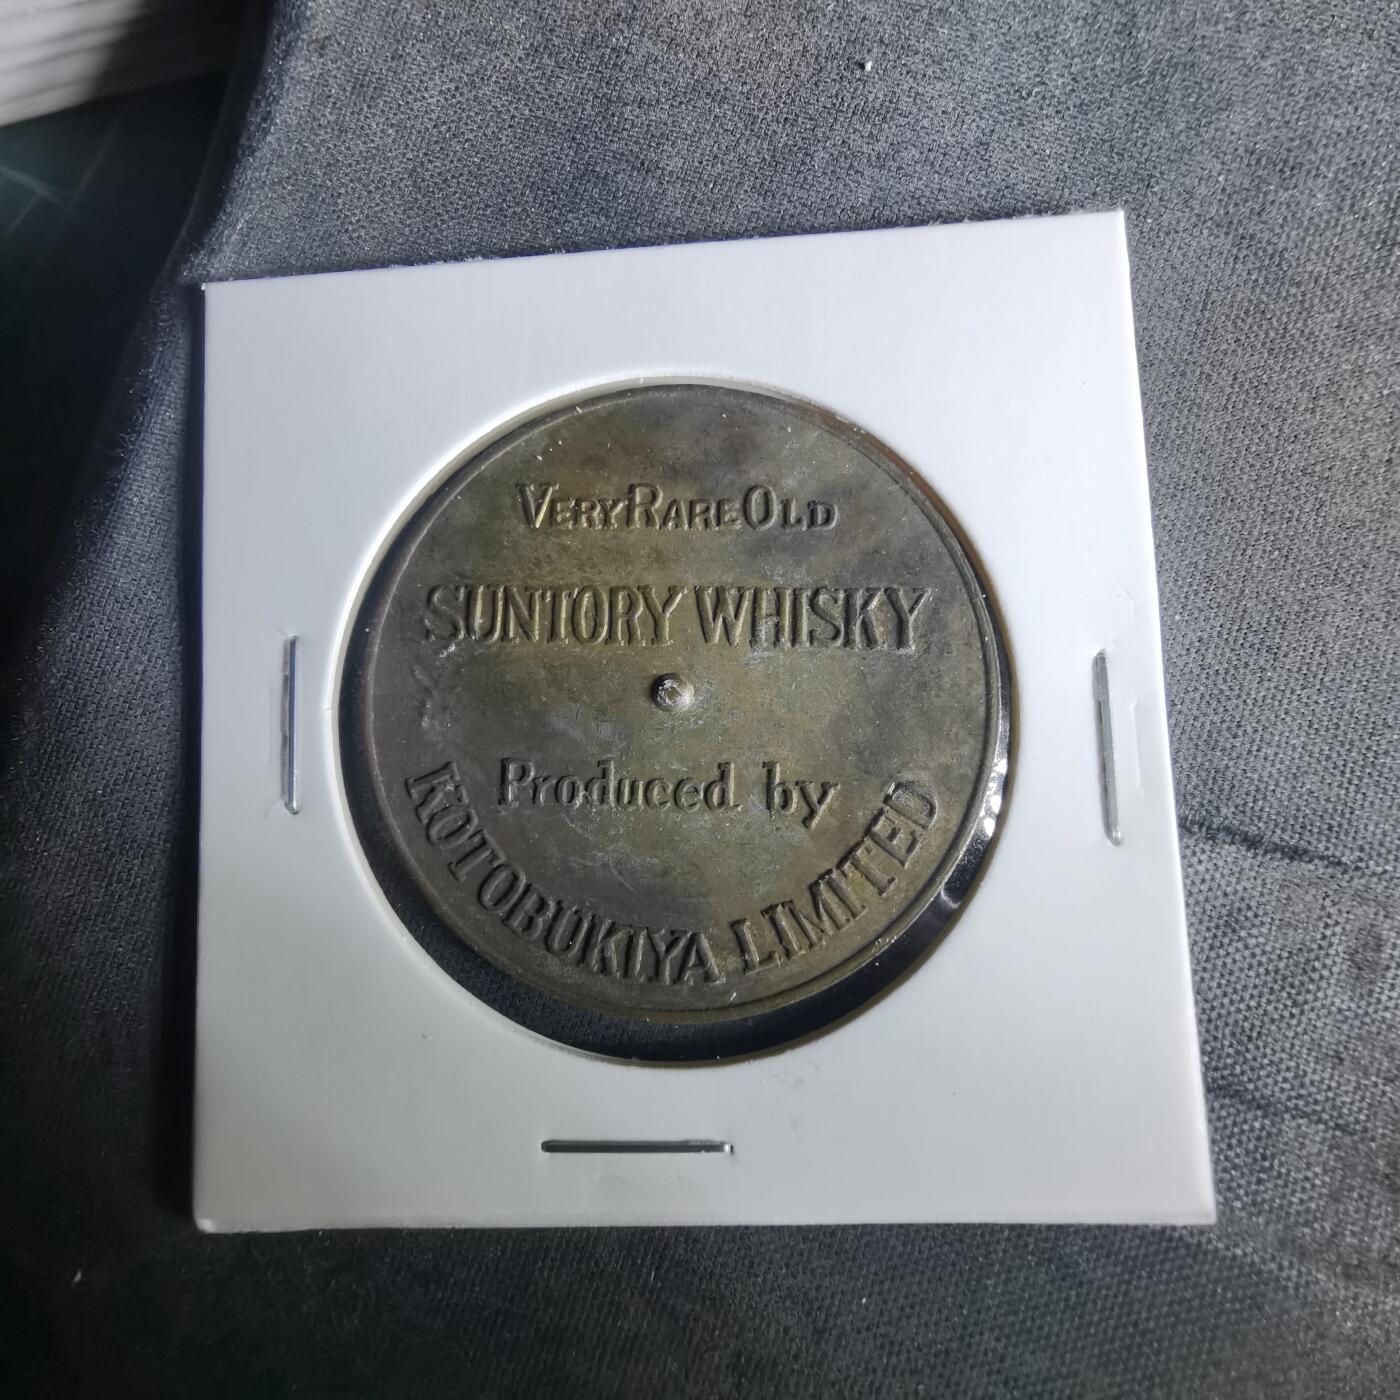 VERY RARE OLD
SUNTORY WHISKY
Produced by
KOTOBUKIYA LIMITED